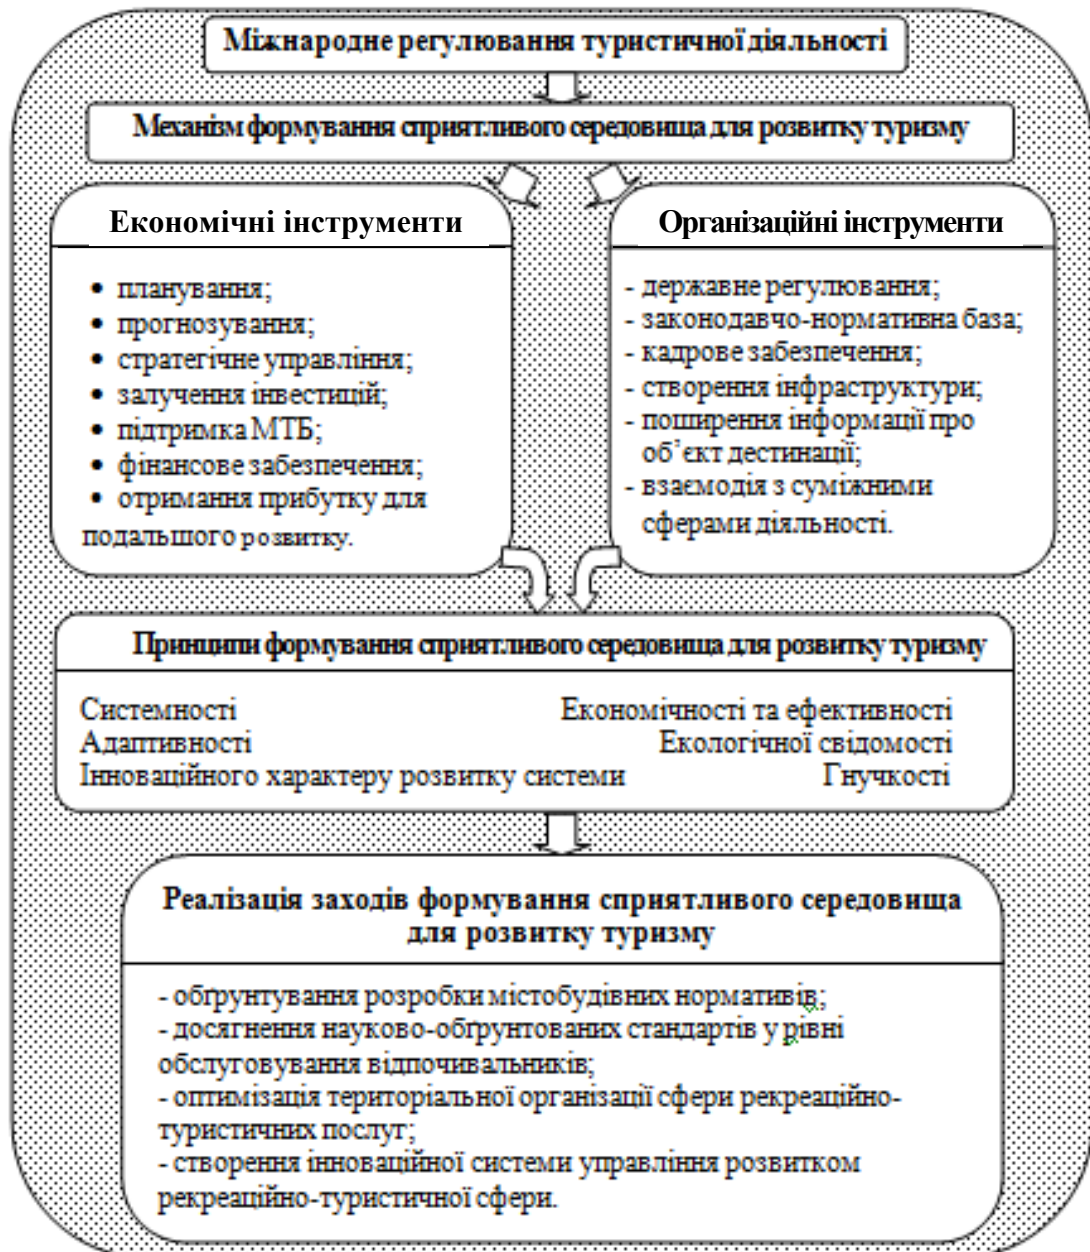 Міжнародне регулювання туристичної діяльності
Механізм формування сприятливого середовища для розвитку туризму
Економічні інструменти
• планування;
• прогнозування;
• стратегічне управління;
• залучення інвестицій;
• підтримка МТБ;
• фінансове забезпечення;
• отримання прибутку для
подальшого розвитку.
Організаційні інструменти
- державне регулювання;
- законодавчо-нормативна база;
- кадрове забезпечення;
- створення інфраструктури;
- поширення інформації про
об’єкт дестинації;
- взаємодія з суміжними
сферами діяльності.
Принципи формування сприятливого середовища для розвитку туризму
Системності Економічності та ефективності
Адаптивності Екологічної свідомості
Інноваційного характеру розвитку системи Гнучкості
Реалізація заходів формування сприятливого середовища
для розвитку туризму
- обґрунтування розробки містобудівних нормативів;
- досягнення науково-обґрунтованих стандартів у рівні
обслуговування відпочивальників;
- оптимізація територіальної організації сфери рекреаційно-
туристичних послуг;
- створення інноваційної системи управління розвитком
рекреаційно-туристичної сфери.